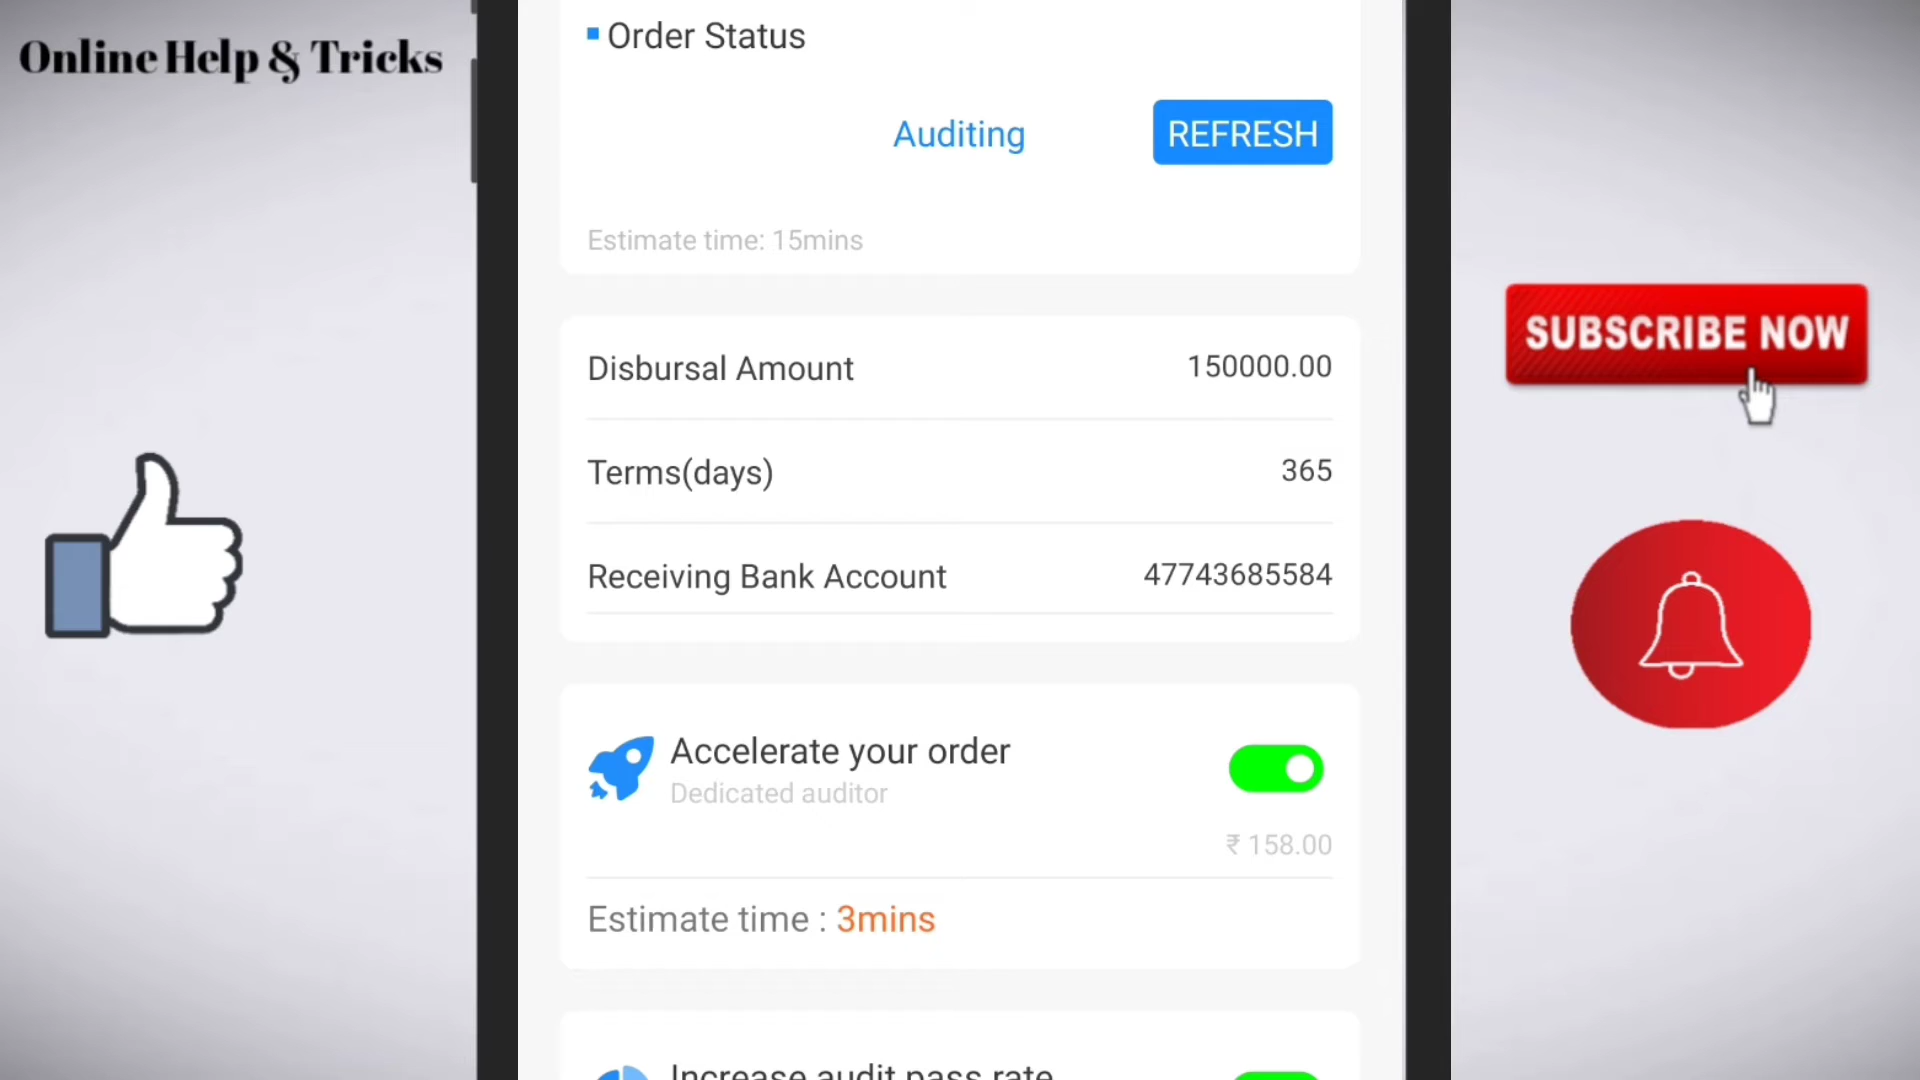 Online Help & Tricks
Order Status
Auditing
REFRESH
Estimate time: 15mins
Disbursal Amount 150000.00
Terms(days) 365
Receiving Bank Account 47743685584
Accelerate your order
Dedicated auditor
₹ 158.00
Estimate time : 3mins
Increase audit pass rate
SUBSCRIBE NOW